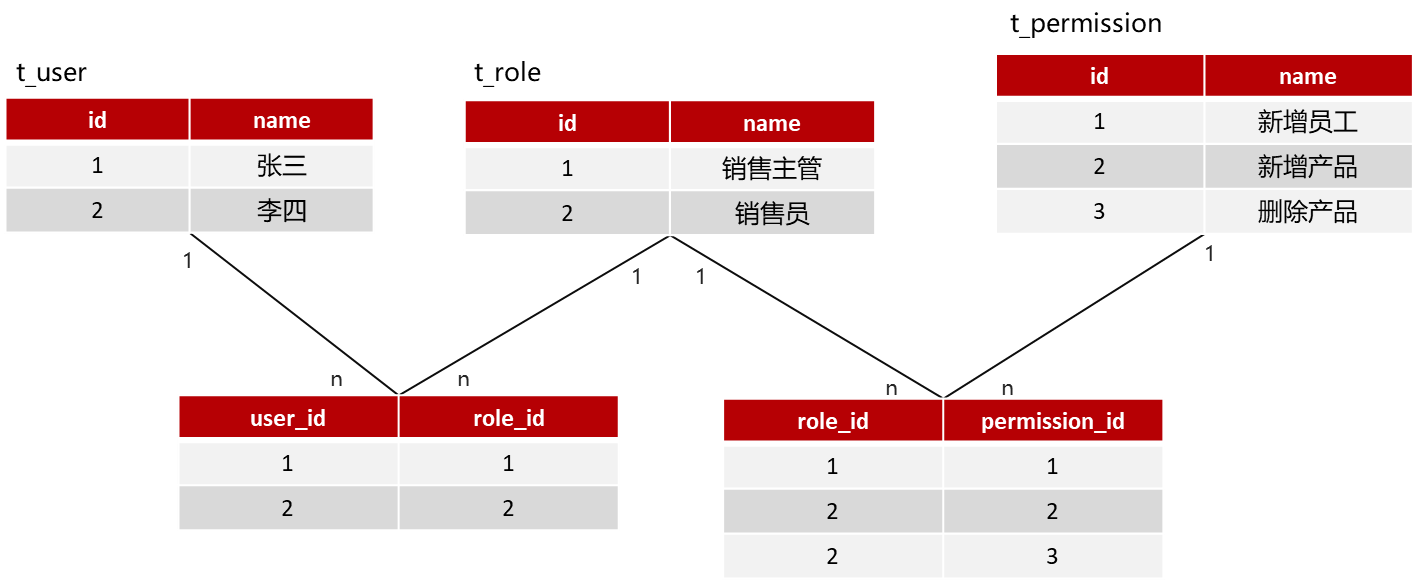 t_permission
t_user
t_role
id name
1 张三
2 李四
id name
1 销售主管
2 销售员
id name
1 新增员工
2 新增产品
3 删除产品
1
1
1
1
n
n
n
n
user_id role_id
1 1
2 2
role_id permission_id
1 1
2 2
2 3